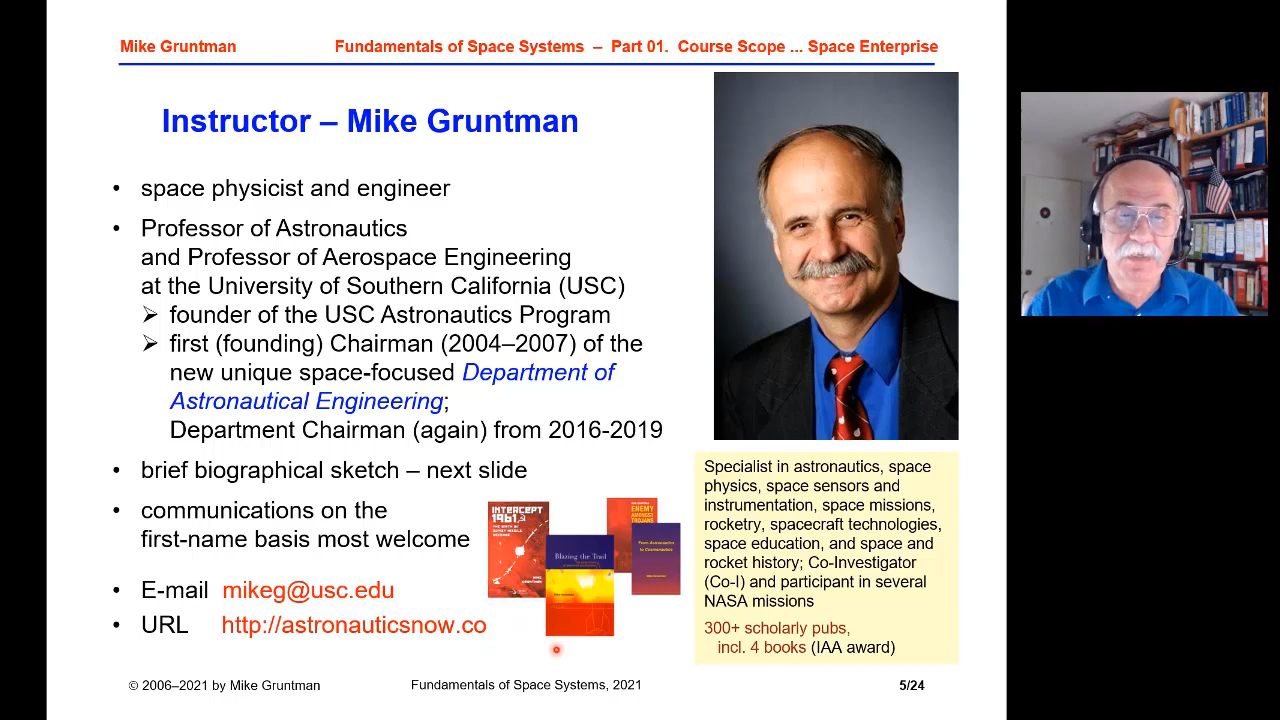 Mike Gruntman
Fundamentals of Space Systems – Part 01. Course Scope ... Space Enterprise
Instructor – Mike Gruntman
• space physicist and engineer
• Professor of Astronautics
and Professor of Aerospace Engineering
at the University of Southern California (USC)
➢ founder of the USC Astronautics Program
➢ first (founding) Chairman (2004–2007) of the
new unique space-focused Department of
Astronautical Engineering;
Department Chairman (again) from 2016-2019
• brief biographical sketch – next slide
• communications on the
first-name basis most welcome
• E-mail mikeg@usc.edu
• URL http://astronauticsnow.co
INTERCEPT
1961
Blazing the Trail
ENEMY
AMONGST
TROJANS
From Astronautics
to Cosmonautics
Specialist in astronautics, space
physics, space sensors and
instrumentation, space missions,
rocketry, spacecraft technologies,
space education, and space and
rocket history; Co-Investigator
(Co-I) and participant in several
NASA missions
300+ scholarly pubs,
incl. 4 books (IAA award)
© 2006–2021 by Mike Gruntman
Fundamentals of Space Systems, 2021
5/24